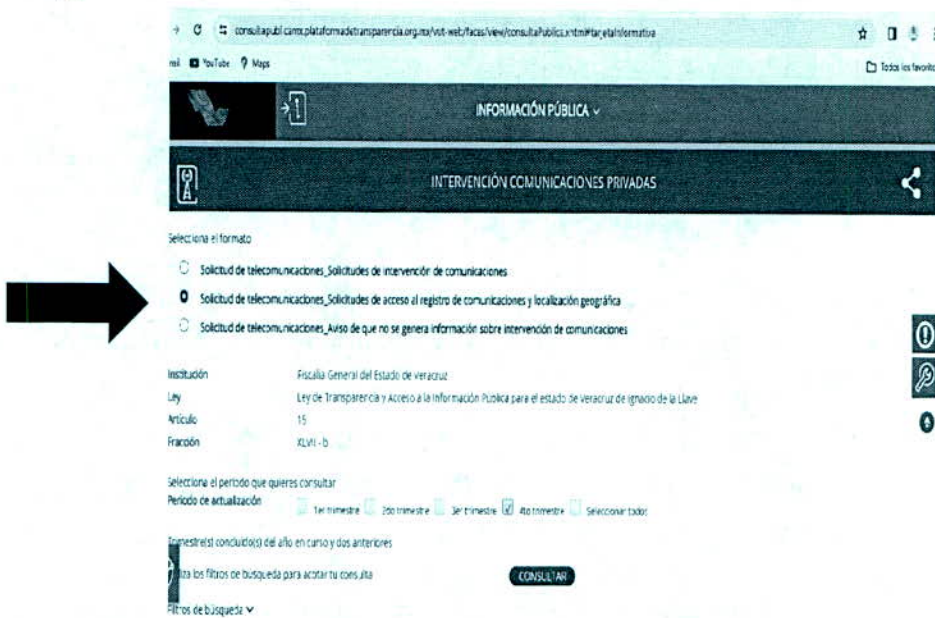 consultapublicamx.plataformadetransparencia.org.mx/vut-web/faces/view/consultaPublica.xhtml#tarjetaInformativa
YouTube Maps
Todos los favorito
INFORMACIÓN PÚBLICA
INTERVENCIÓN COMUNICACIONES PRIVADAS
Selecciona el formato
Solicitud de telecomunicaciones_Solicitudes de intervención de comunicaciones
Solicitud de telecomunicaciones_Solicitudes de acceso al registro de comunicaciones y localización geográfica
Solicitud de telecomunicaciones_Aviso de que no se genera información sobre intervención de comunicaciones
Institución Fiscalía General del Estado de Veracruz
Ley Ley de Transparencia y Acceso a la Información Pública para el estado de Veracruz de Ignacio de la Llave
Artículo 15
Fracción XLVII - b
Selecciona el periodo que quieres consultar
Periodo de actualización 1er trimestre 2do trimestre 3er trimestre 4to trimestre Seleccionar todos
Trimestre(s) concluido(s) del año en curso y dos anteriores
los filtros de búsqueda para acotar tu consulta CONSULTAR
Filtros de búsqueda